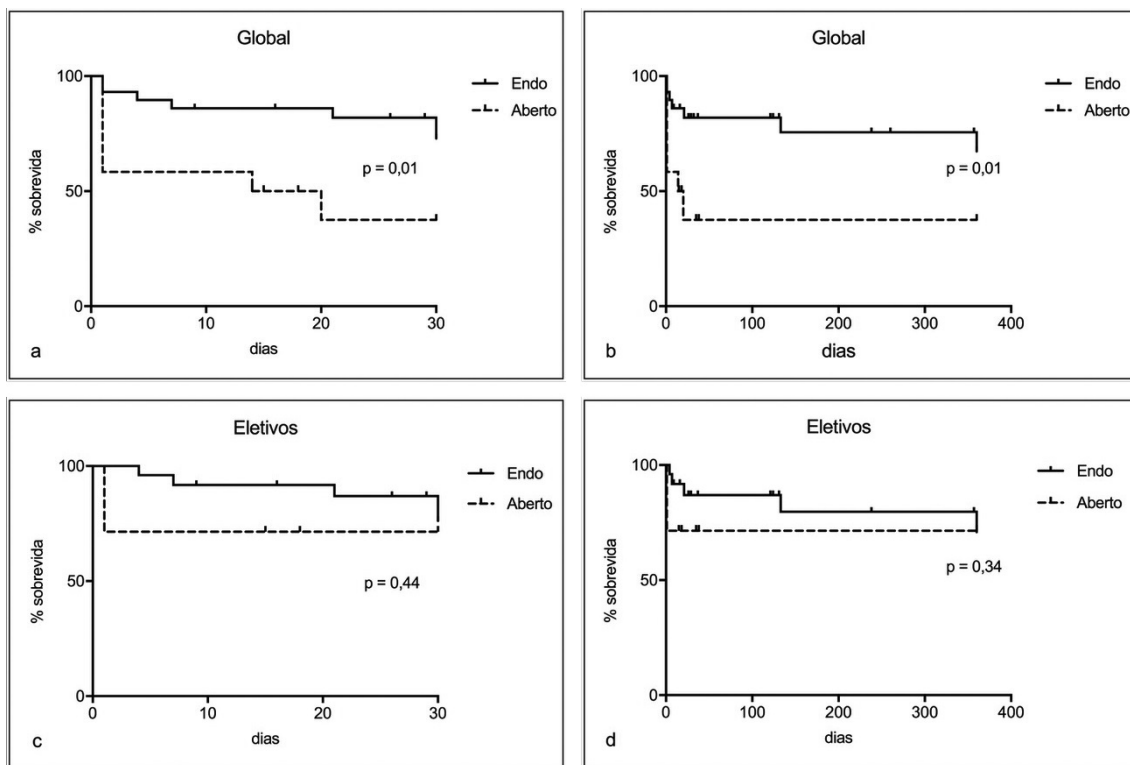 Global
100
50
0
% sobrevida
Endo
Aberto
p = 0,01
0
10
20
30
dias
a
Global
100
50
0
% sobrevida
Endo
Aberto
p = 0,01
0
100
200
300
400
dias
b
Eletivos
100
50
0
% sobrevida
Endo
Aberto
p = 0,44
0
10
20
30
dias
c
Eletivos
100
50
0
% sobrevida
Endo
Aberto
p = 0,34
0
100
200
300
400
dias
d